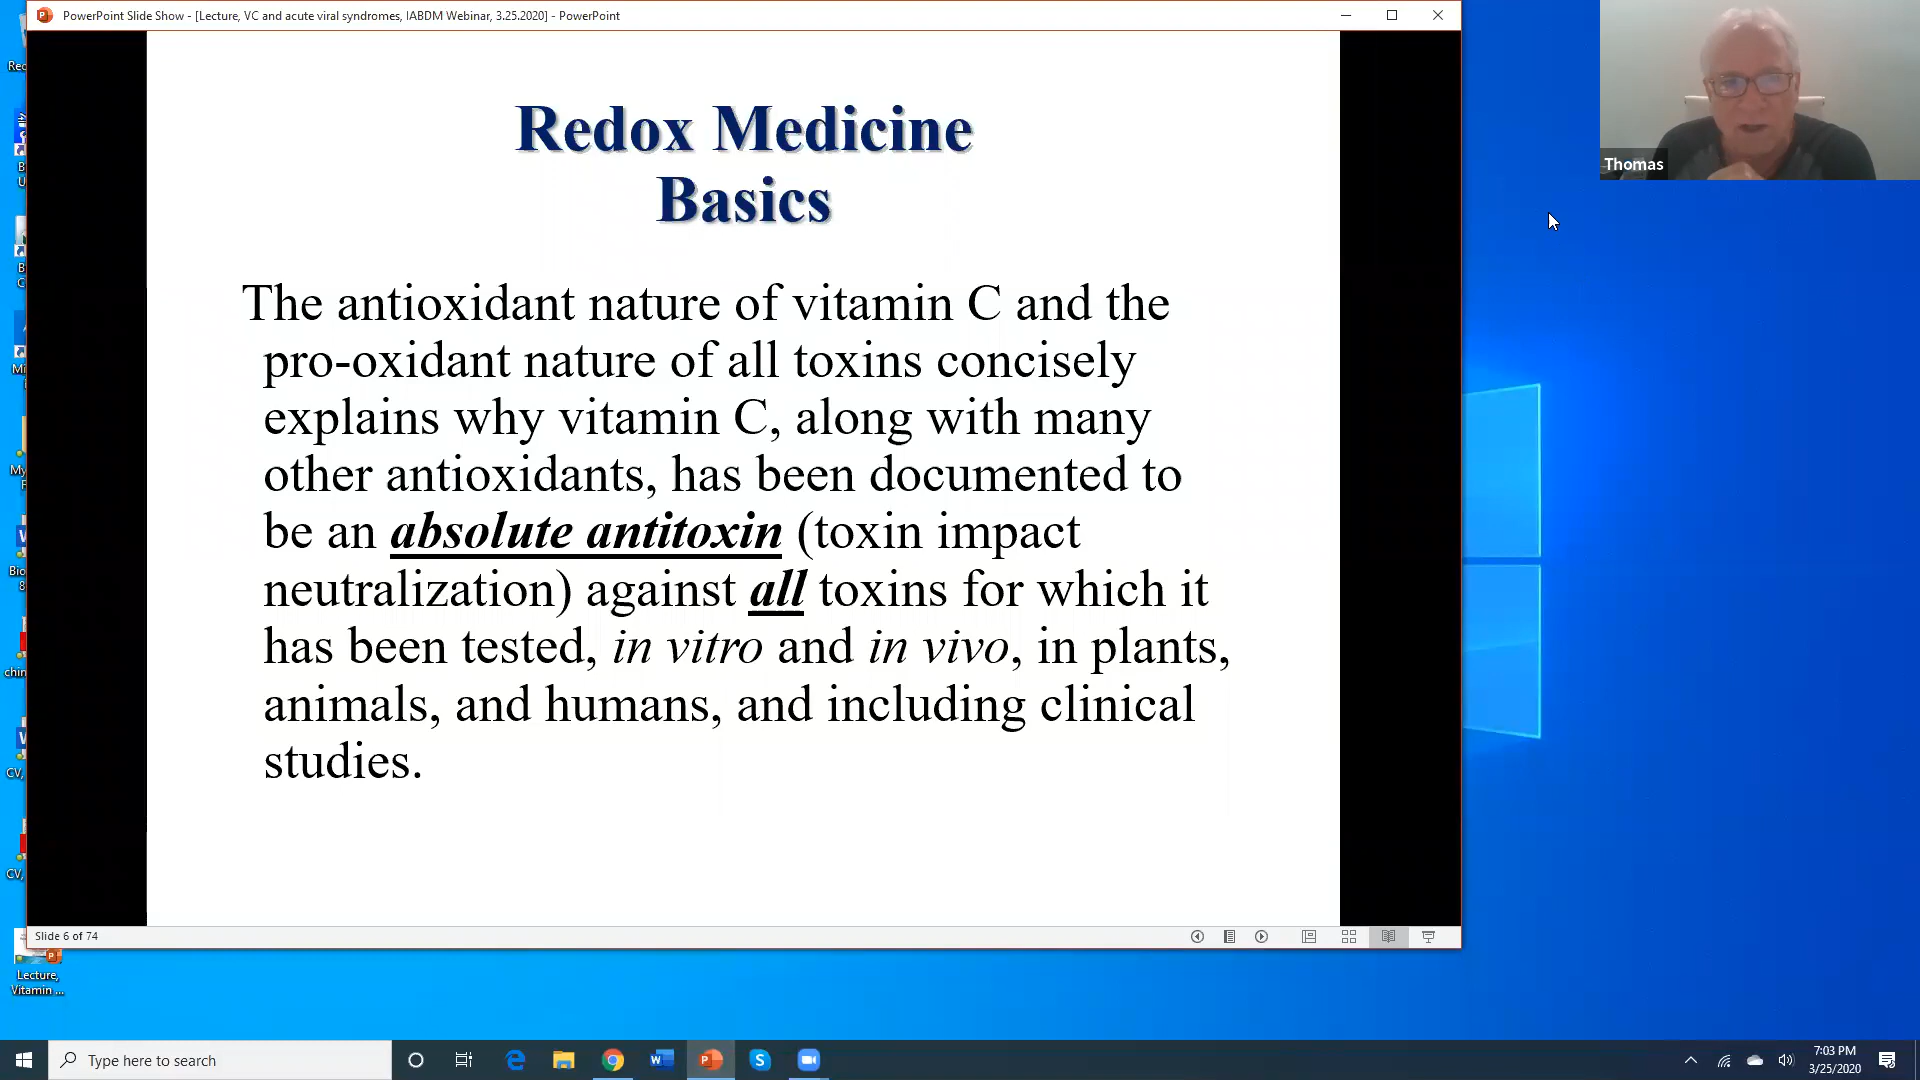 PowerPoint Slide Show - [Lecture, VC and acute viral syndromes, IABDM Webinar, 3.25.2020] - PowerPoint
Thomas
Redox Medicine
Basics
The antioxidant nature of vitamin C and the
pro-oxidant nature of all toxins concisely
explains why vitamin C, along with many
other antioxidants, has been documented to
be an absolute antitoxin (toxin impact
neutralization) against all toxins for which it
has been tested, in vitro and in vivo, in plants,
animals, and humans, and including clinical
studies.
Slide 6 of 74
Lecture,
Vitamin ...
Type here to search
7:03 PM
3/25/2020